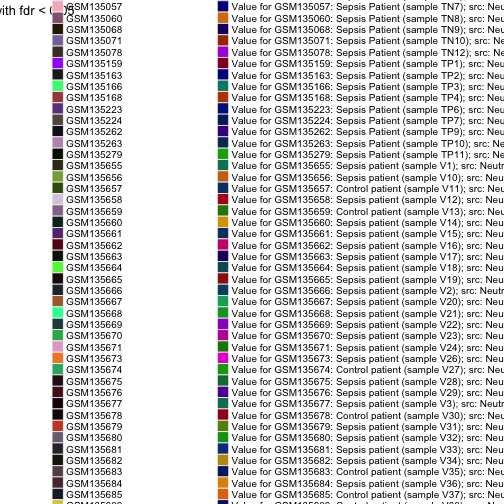 with fdr < 0.05
GSM135057 Value for GSM135057: Sepsis Patient (sample TN7); src: Neu
GSM135060 Value for GSM135060: Sepsis Patient (sample TN8); src: Neu
GSM135068 Value for GSM135068: Sepsis Patient (sample TN9); src: Neu
GSM135071 Value for GSM135071: Sepsis Patient (sample TN10); src: Ne
GSM135078 Value for GSM135078: Sepsis Patient (sample TN12); src: Ne
GSM135159 Value for GSM135159: Sepsis Patient (sample TP1); src: Neu
GSM135163 Value for GSM135163: Sepsis Patient (sample TP2); src: Neu
GSM135166 Value for GSM135166: Sepsis Patient (sample TP3); src: Neu
GSM135168 Value for GSM135168: Sepsis Patient (sample TP4); src: Neu
GSM135223 Value for GSM135223: Sepsis Patient (sample TP6); src: Neu
GSM135224 Value for GSM135224: Sepsis Patient (sample TP7); src: Neu
GSM135262 Value for GSM135262: Sepsis Patient (sample TP9); src: Neu
GSM135263 Value for GSM135263: Sepsis Patient (sample TP10); src: Ne
GSM135279 Value for GSM135279: Sepsis Patient (sample TP11); src: Ne
GSM135655 Value for GSM135655: Sepsis patient (sample V1); src: Neut
GSM135656 Value for GSM135656: Sepsis patient (sample V10); src: Neu
GSM135657 Value for GSM135657: Control patient (sample V11); src: Neu
GSM135658 Value for GSM135658: Sepsis patient (sample V12); src: Neu
GSM135659 Value for GSM135659: Control patient (sample V13); src: Neu
GSM135660 Value for GSM135660: Sepsis patient (sample V14); src: Neu
GSM135661 Value for GSM135661: Sepsis patient (sample V15); src: Neu
GSM135662 Value for GSM135662: Sepsis patient (sample V16); src: Neu
GSM135663 Value for GSM135663: Sepsis patient (sample V17); src: Neu
GSM135664 Value for GSM135664: Sepsis patient (sample V18); src: Neu
GSM135665 Value for GSM135665: Sepsis patient (sample V19); src: Neu
GSM135666 Value for GSM135666: Sepsis patient (sample V2); src: Neutr
GSM135667 Value for GSM135667: Sepsis patient (sample V20); src: Neu
GSM135668 Value for GSM135668: Sepsis patient (sample V21); src: Neu
GSM135669 Value for GSM135669: Sepsis patient (sample V22); src: Neu
GSM135670 Value for GSM135670: Sepsis patient (sample V23); src: Neu
GSM135671 Value for GSM135671: Sepsis patient (sample V24); src: Neu
GSM135673 Value for GSM135673: Sepsis patient (sample V26); src: Neu
GSM135674 Value for GSM135674: Control patient (sample V27); src: Neu
GSM135675 Value for GSM135675: Sepsis patient (sample V28); src: Neu
GSM135676 Value for GSM135676: Sepsis patient (sample V29); src: Neu
GSM135677 Value for GSM135677: Sepsis patient (sample V3); src: Neutr
GSM135678 Value for GSM135678: Control patient (sample V30); src: Neu
GSM135679 Value for GSM135679: Sepsis patient (sample V31); src: Neu
GSM135680 Value for GSM135680: Sepsis patient (sample V32); src: Neu
GSM135681 Value for GSM135681: Sepsis patient (sample V33); src: Neu
GSM135682 Value for GSM135682: Sepsis patient (sample V34); src: Neu
GSM135683 Value for GSM135683: Control patient (sample V35); src: Neu
GSM135684 Value for GSM135684: Sepsis patient (sample V36); src: Neu
GSM135685 Value for GSM135685: Control patient (sample V37); src: Neu